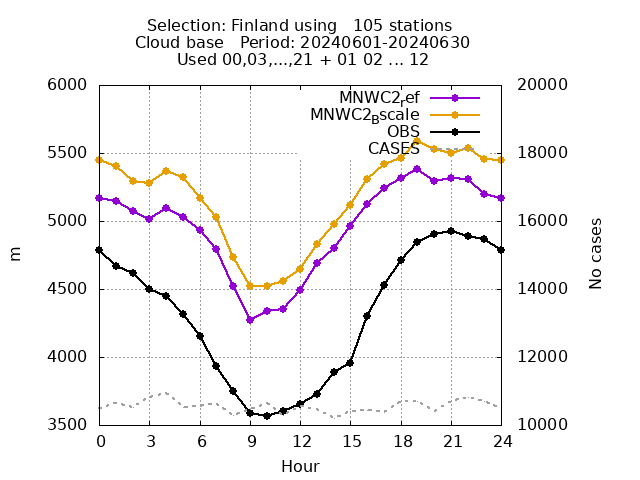 Selection: Finland using   105 stations
Cloud base   Period: 20240601-20240630
Used 00,03,...,21 + 01 02 ... 12
6000
5500
5000
4500
4000
3500
20000
18000
16000
14000
12000
10000
MNWC2ref
MNWC2Bscale
OBS
CASES
m
No cases
0 3 6 9 12 15 18 21 24
Hour